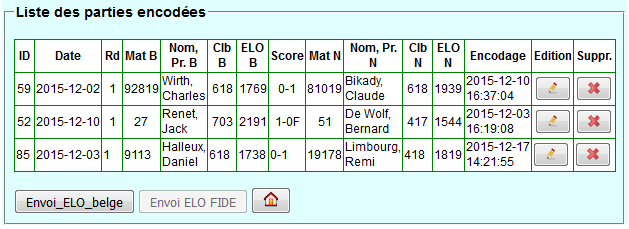 Liste des parties encodées
ID Date Rd Mat B Nom, Pr. B Clb B ELO B Score Mat N Nom, Pr. N Clb N ELO N Encodage Edition Suppr.
59 2015-12-02 1 92819 Wirth, Charles 618 1769 0-1 81019 Bikady, Claude 618 1939 2015-12-10 16:37:04
52 2015-12-10 1 27 Renet, Jack 703 2191 1-0F 51 De Wolf, Bernard 417 1544 2015-12-03 16:19:08
85 2015-12-03 1 9113 Halleux, Daniel 618 1738 0-1 19178 Limbourg, Remi 418 1819 2015-12-17 14:21:55
Envoi_ELO_belge Envoi ELO FIDE